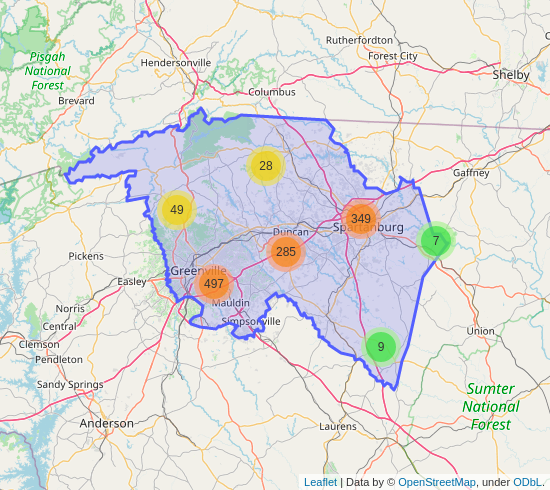 Rutherfordton
Forest City
Pisgah
National
Forest
Hendersonville
Shelby
Columbus
Brevard
Gaffney
28
49
349
Spartanburg
Duncan
7
285
Pickens
Greenville
Easley
497
Mauldin
Norris
Simpsonville
Central
Union
Clemson
9
Pendleton
Sandy Springs
Sumter
National
Forest
Anderson
Laurens
Leaflet | Data by © OpenStreetMap, under ODbL.